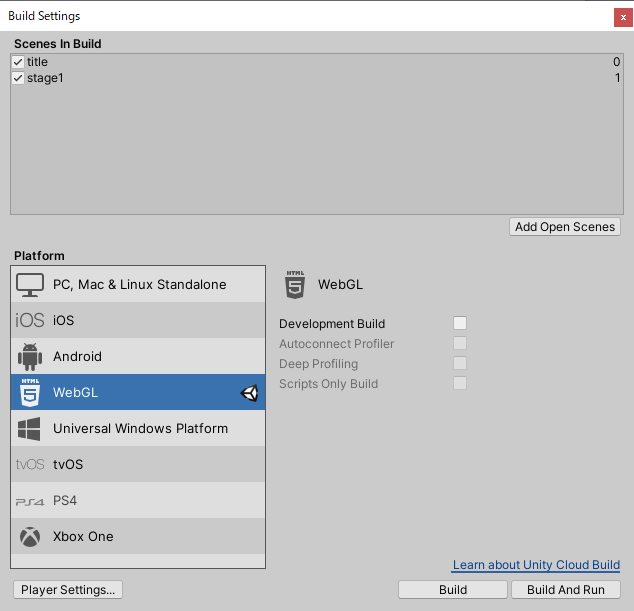 Build Settings
x
Scenes In Build
title 0
stage1 1
Add Open Scenes
Platform
PC, Mac & Linux Standalone
iOS iOS
Android
HTML 5 WebGL
Universal Windows Platform
tvOS tvOS
PS4 PS4
Xbox One
HTML 5 WebGL
Development Build
Autoconnect Profiler
Deep Profiling
Scripts Only Build
Learn about Unity Cloud Build
Player Settings...
Build
Build And Run